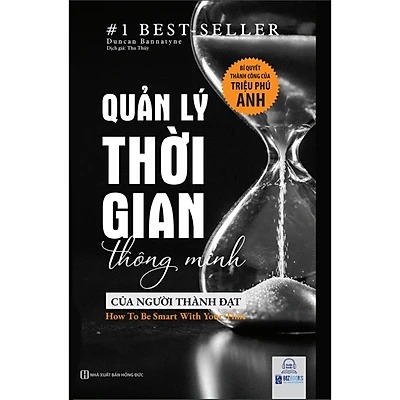 #1 BEST-SELLER
Duncan Bannatyne
Dịch giả: Thu Thủy
BÍ QUYẾT
THÀNH CÔNG CỦA
TRIỆU PHÚ
ANH
QUẢN LÝ
THỜI
GIAN
thông minh
CỦA NGƯỜI THÀNH ĐẠT
How To Be Smart With Your Time
NHÀ XUẤT BẢN HỒNG ĐỨC
BIZBOOKS